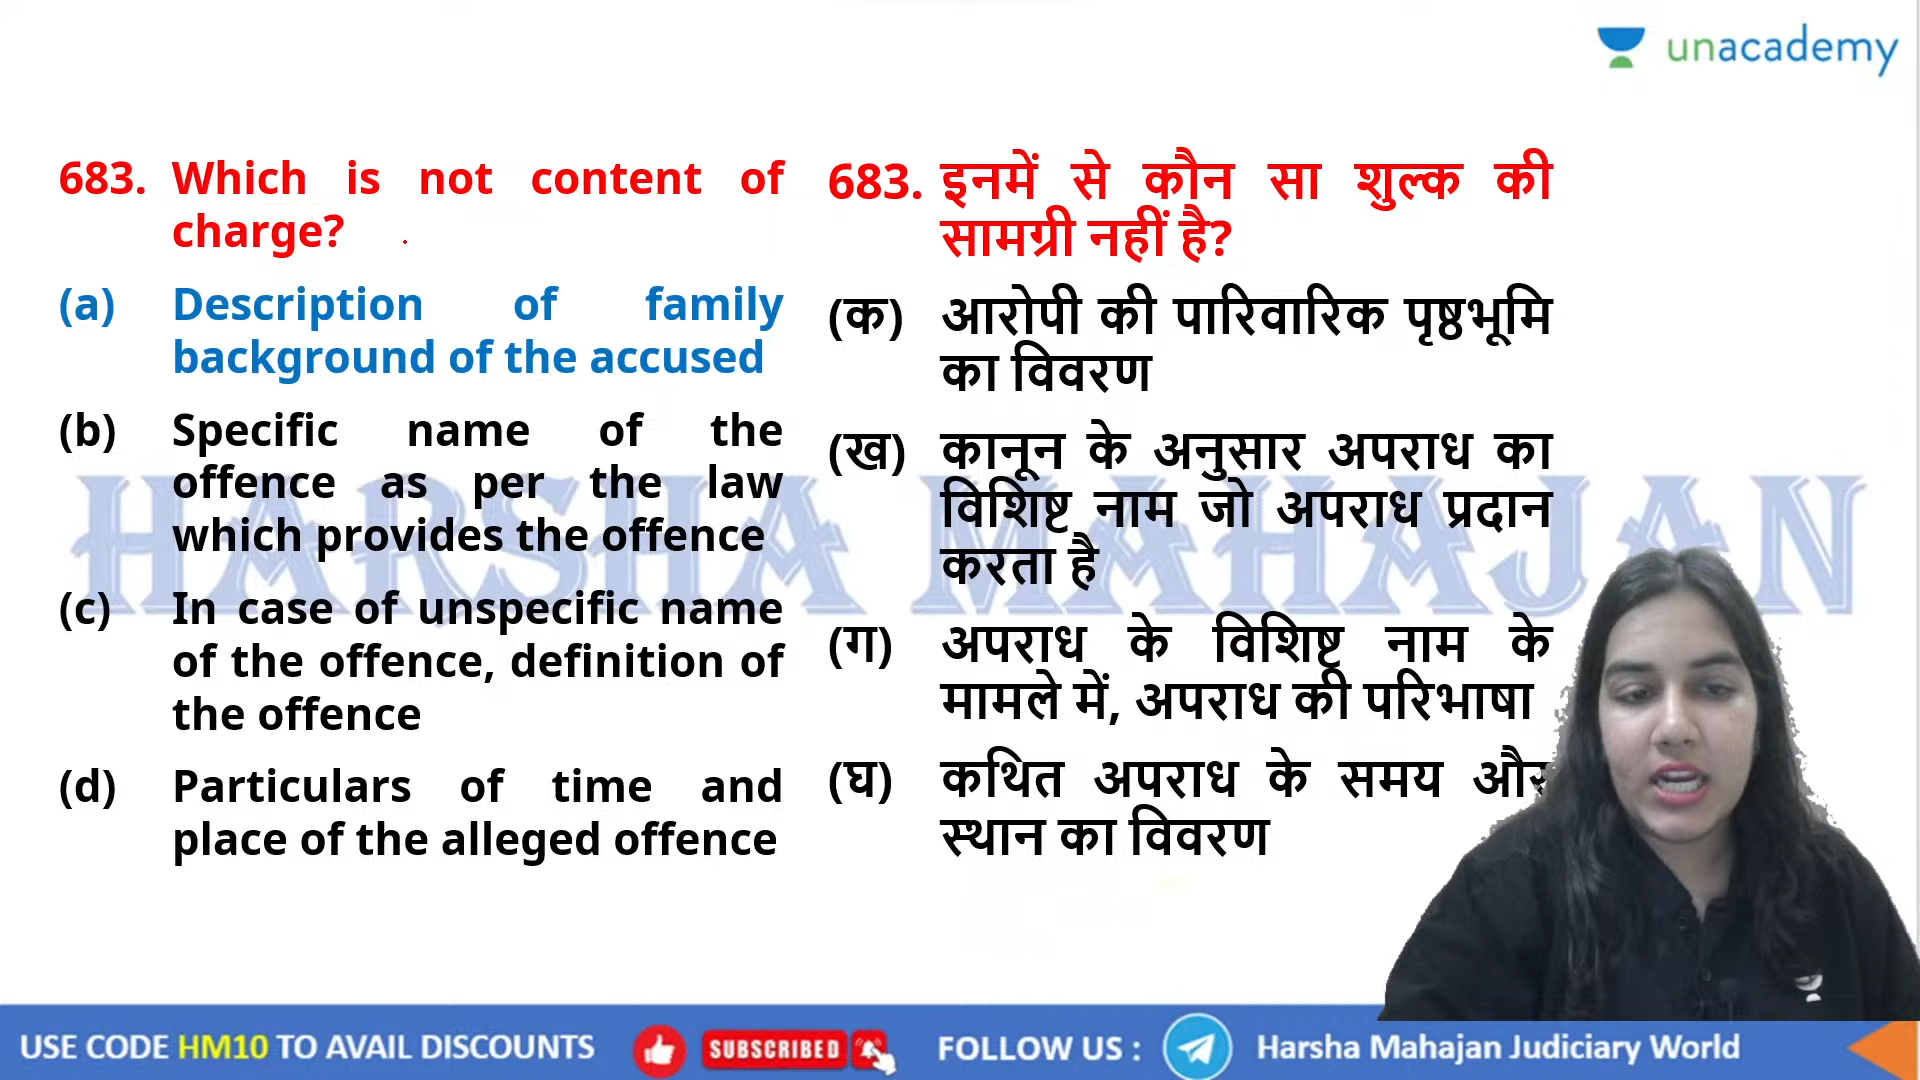 unacademy
683. Which is not content of
charge?
(a) Description of family
background of the accused
(b) Specific name of the
offence as per the law
which provides the offence
(c) In case of unspecific name
of the offence, definition of
the offence
(d) Particulars of time and
place of the alleged offence
683. इनमें से कौन सा शुल्क की
सामग्री नहीं है?
(क) आरोपी की पारिवारिक पृष्ठभूमि
का विवरण
(ख) कानून के अनुसार अपराध का
विशिष्ट नाम जो अपराध प्रदान
करता है
(ग) अपराध के विशिष्ट नाम के
मामले में, अपराध की परिभाषा
(घ) कथित अपराध के समय और
स्थान का विवरण
HARSHA MAHAJAN
USE CODE HM10 TO AVAIL DISCOUNTS
SUBSCRIBED
FOLLOW US :
Harsha Mahajan Judiciary World